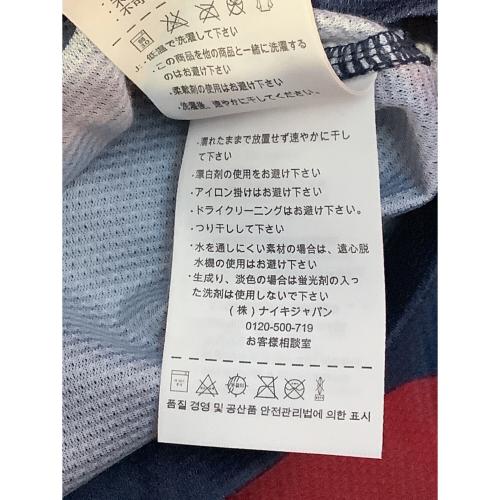 不可
・低温で洗濯して下さい
・この商品を他の商品と一緒に洗濯する
のはお避け下さい
・柔軟剤の使用はお避け下さい
・洗濯後、速やかに干してください。
・濡れたままで放置せず速やかに干し
て下さい
・漂白剤の使用をお避け下さい
・アイロン掛けはお避け下さい
・ドライクリーニングはお避け下さい。
・つり干しして下さい
・水を通しにくい素材の場合は、遠心脱
水機の使用はお避け下さい
・生成り、淡色の場合は蛍光剤の入っ
た洗剤は使用しないで下さい
(株)ナイキジャパン
0120-500-719
お客様相談室
품질 경영 및 공산품 안전관리법에 의한 표시